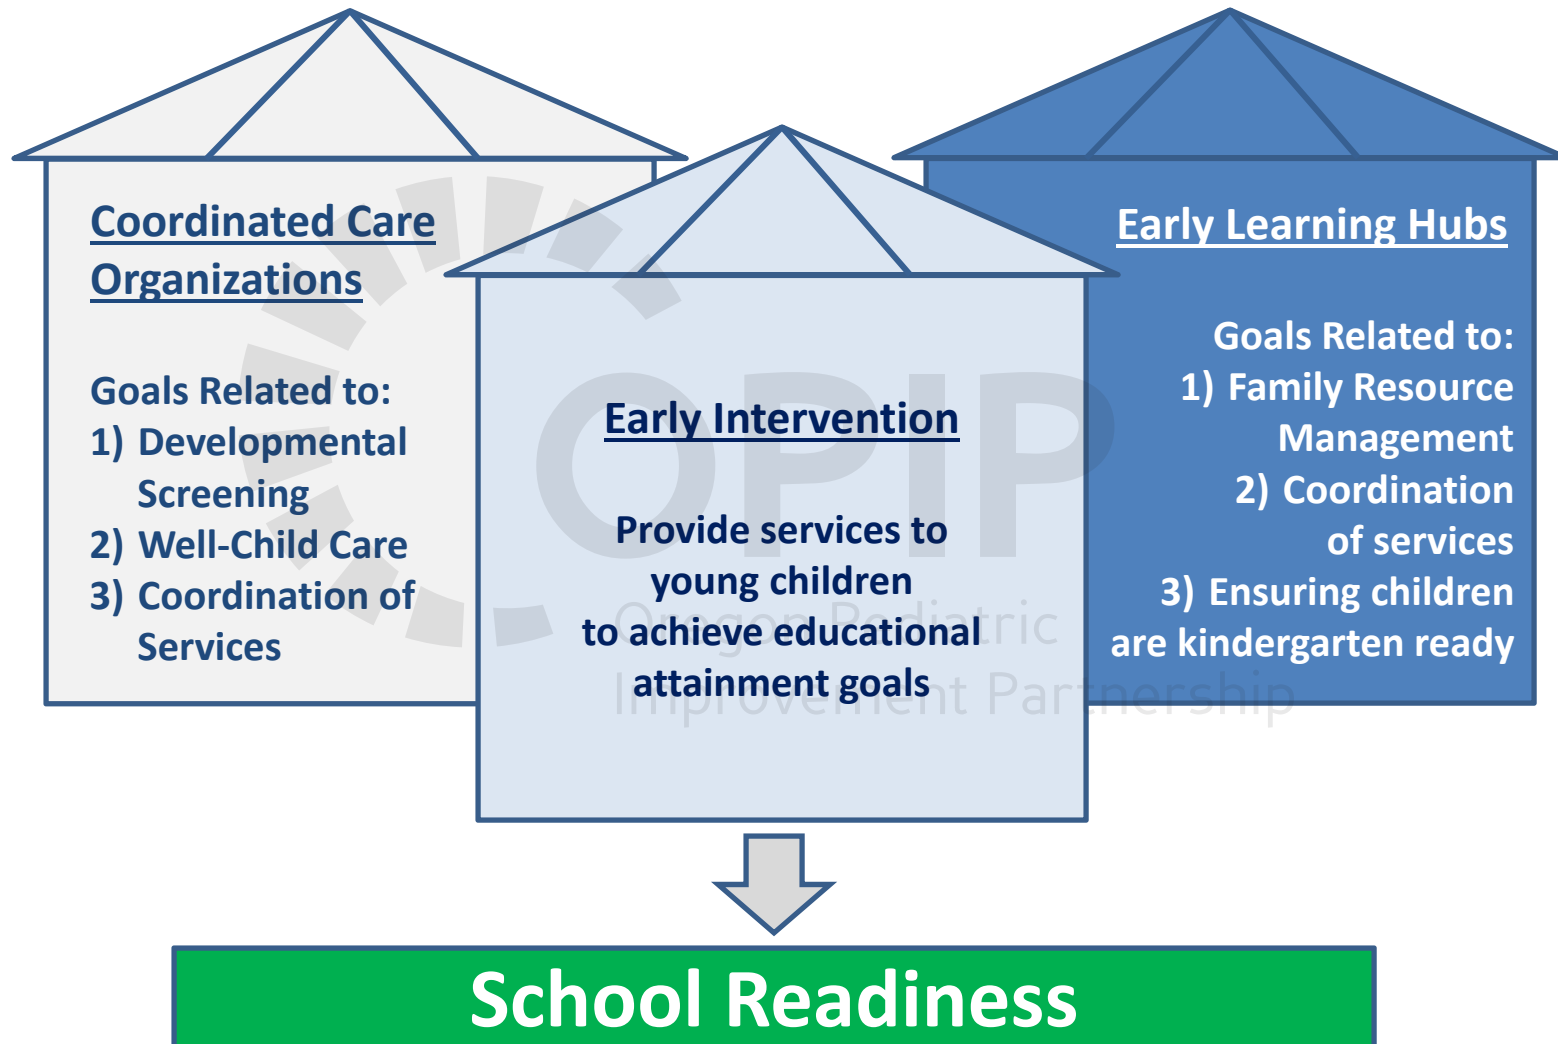 Coordinated Care
Organizations
Goals Related to:
1) Developmental
Screening
2) Well-Child Care
3) Coordination of
Services
Early Intervention
Provide services to
young children
to achieve educational
attainment goals
Early Learning Hubs
Goals Related to:
1) Family Resource
Management
2) Coordination
of services
3) Ensuring children
are kindergarten ready
OPIP
Oregon Pediatric
Improvement Partnership
School Readiness